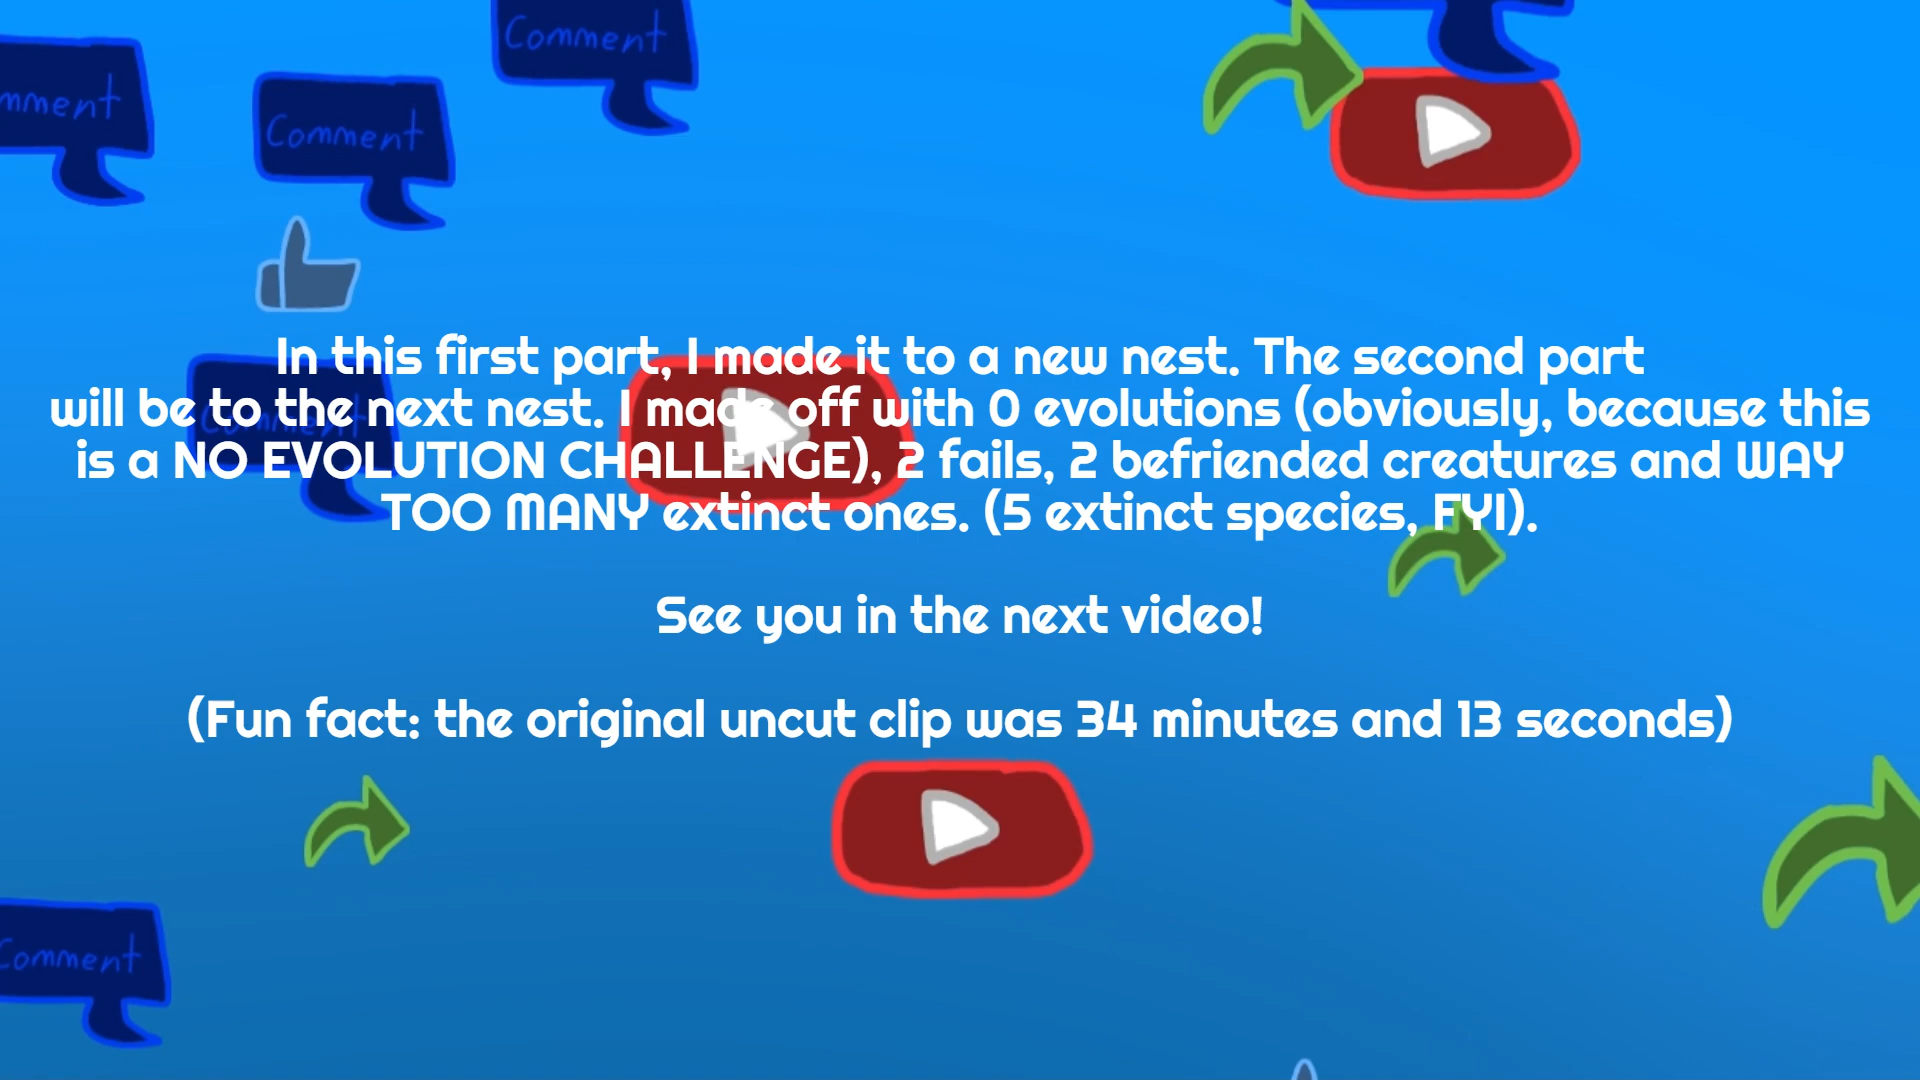 Comment
mment
Comment
In this first part, I made it to a new nest. The second part
will be to the next nest. I made off with 0 evolutions (obviously, because this
is a NO EVOLUTION CHALLENGE), 2 fails, 2 befriended creatures and WAY
TOO MANY extinct ones. (5 extinct species, FYI).
See you in the next video!
(Fun fact: the original uncut clip was 34 minutes and 13 seconds)
Comment